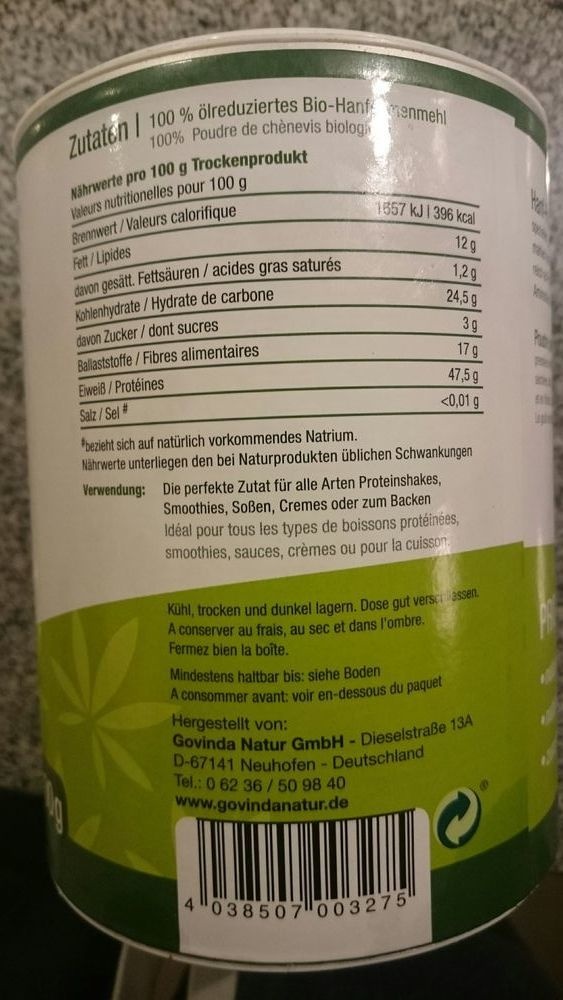 Zutaten | 100 % ölreduziertes
100% Poudre de chènevis
Nährwerte pro 100 g Trockenprodukt
Valeurs nutritionelles pour 100 g
Brennwert / Valeurs calorifique 1657 kJ | 396 kcal
Fett / Lipides 12 g
davon gesätt. Fettsäuren / acides gras saturés 1,2 g
Kohlenhydrate / Hydrate de carbone 24,5 g
davon Zucker / dont sucres 3 g
Ballaststoffe / Fibres alimentaires 17 g
Eiweiß / Protéines 47,5 g
Salz / Sel # <0,01 g
#bezieht sich auf natürlich vorkommendes Natrium.
Nährwerte unterliegen den bei Naturprodukten üblichen Schwankungen
Verwendung: Die perfekte Zutat für alle Arten Proteinshakes,
Smoothies, Soßen, Cremes oder zum Backen
Idéal pour tous les types de boissons protéinées,
smoothies, sauces, crèmes ou pour la cuisson.
Kühl, trocken und dunkel lagern. Dose gut
A conserver au frais, au sec et dans l'ombre.
Fermez bien la boîte.
Mindestens haltbar bis: siehe Boden
A consommer avant: voir en-dessous du paquet
Hergestellt von:
Govinda Natur GmbH - Dieselstraße 13A
D-67141 Neuhofen - Deutschland
Tel.: 0 62 36 / 50 98 40
www.govindanatur.de
®
4 038507 003275